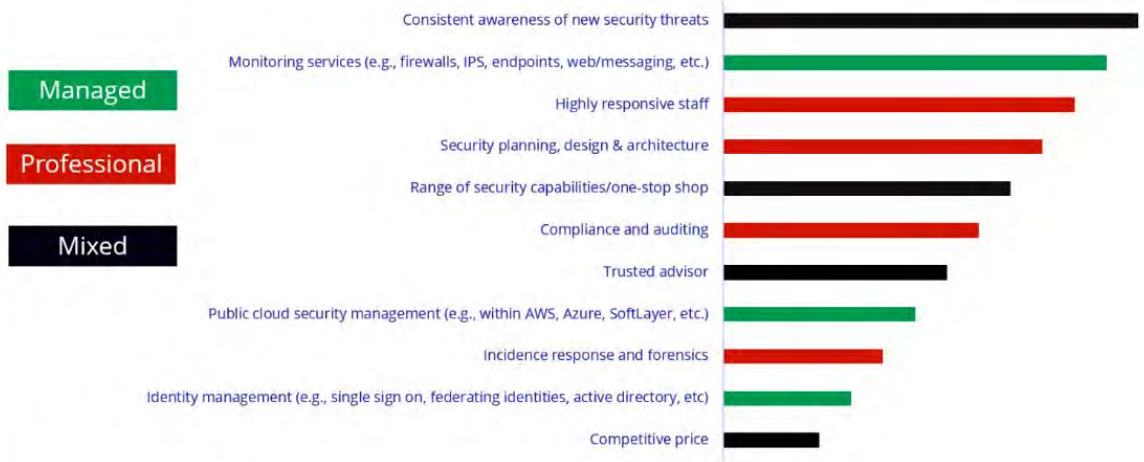 Consistent awareness of new security threats
Monitoring services (e.g., firewalls, IPS, endpoints, web/messaging, etc.)
Managed
Highly responsive staff
Security planning, design & architecture
Professional
Range of security capabilities/one-stop shop
Compliance and auditing
Mixed
Trusted advisor
Public cloud security management (e.g., within AWS, Azure, SoftLayer, etc.)
Incidence response and forensics
Identity management (e.g., single sign on, federating identities, active directory, etc)
Competitive price